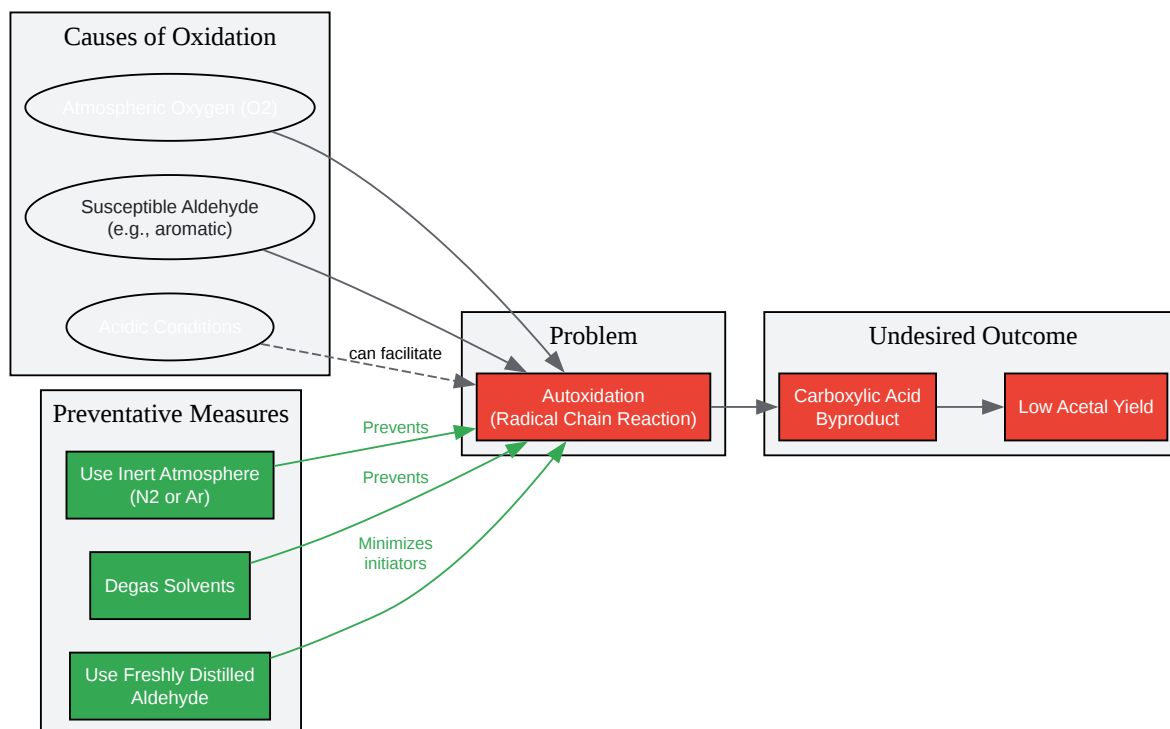 Causes of Oxidation
Atmospheric Oxygen (O2)
Susceptible Aldehyde
(e.g., aromatic)
Acidic Conditions
can facilitate
Problem
Autoxidation
(Radical Chain Reaction)
Undesired Outcome
Carboxylic Acid
Byproduct
Low Acetal Yield
Preventative Measures
Use Inert Atmosphere
(N2 or Ar)
Prevents
Degas Solvents
Prevents
Use Freshly Distilled
Aldehyde
Minimizes
initiators